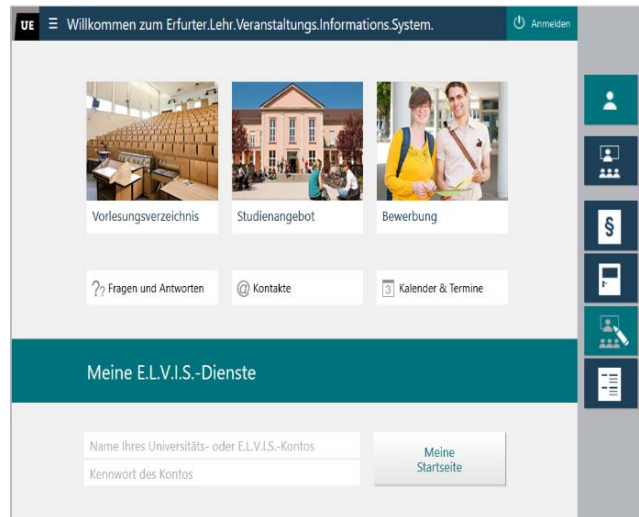 UE Willkommen zum Erfurter.Lehr.Veranstaltungs.Informations.System. Anmelden
Vorlesungsverzeichnis Studienangebot Bewerbung
?? Fragen und Antworten @ Kontakte 3 Kalender & Termine
§
Meine E.L.V.I.S.-Dienste
Name Ihres Universitäts- oder E.L.V.I.S.-Kontos
Kennwort des Kontos
Meine
Startseite